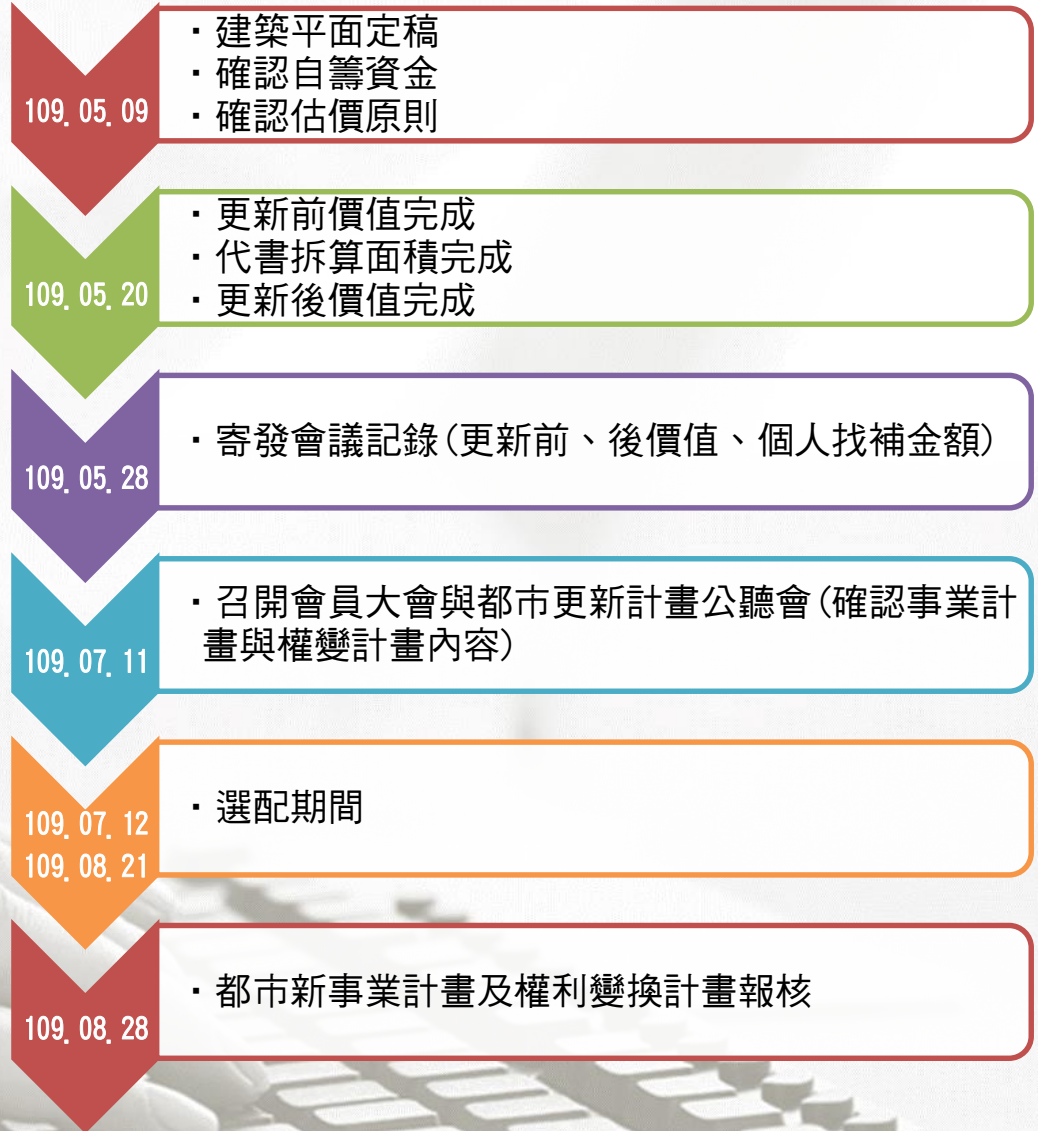 109.05.09
・建築平面定稿
・確認自籌資金
・確認估價原則
109.05.20
・更新前價值完成
・代書拆算面積完成
・更新後價值完成
109.05.28
・寄發會議記錄(更新前、後價值、個人找補金額)
109.07.11
・召開會員大會與都市更新計畫公聽會(確認事業計
畫與權變計畫內容)
109.07.12
109.08.21
・選配期間
109.08.28
・都市新事業計畫及權利變換計畫報核